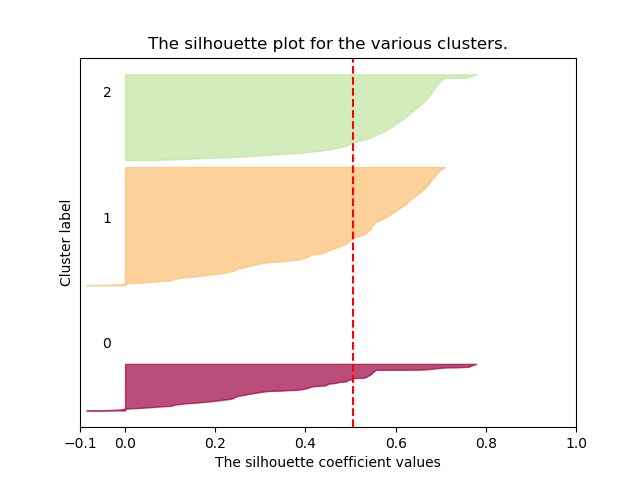 The silhouette plot for the various clusters.
2
1
0
Cluster label
−0.1 0.0 0.2 0.4 0.6 0.8 1.0
The silhouette coefficient values